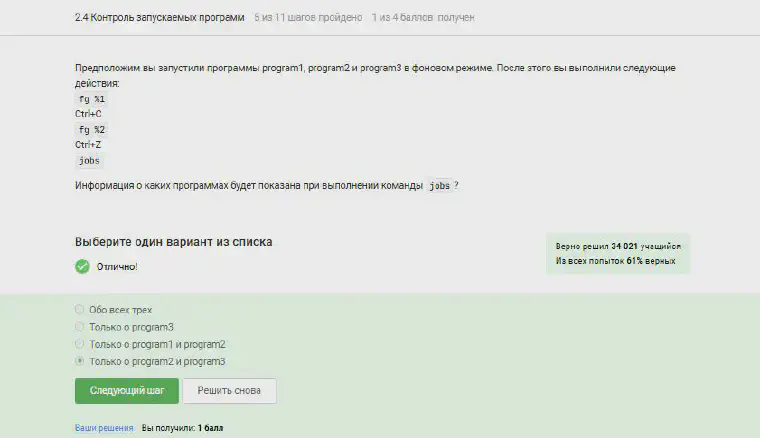 2.4 Контроль запускаемых программ 5 из 11 шагов пройдено 1 из 4 баллов получен
Предположим вы запустили программы program1, program2 и program3 в фоновом режиме. После этого вы выполнили следующие
действия:
fg %1
Ctrl+C
fg %2
Ctrl+Z
jobs
Информация о каких программах будет показана при выполнении команды jobs ?
Выберите один вариант из списка
Отлично!
Верно решил 34 021 учащийся
Из всех попыток 61% верных
Обо всех трех
Только о program3
Только о program1 и program2
Только о program2 и program3
Следующий шаг Решить снова
Ваши решения Вы получили: 1 балл